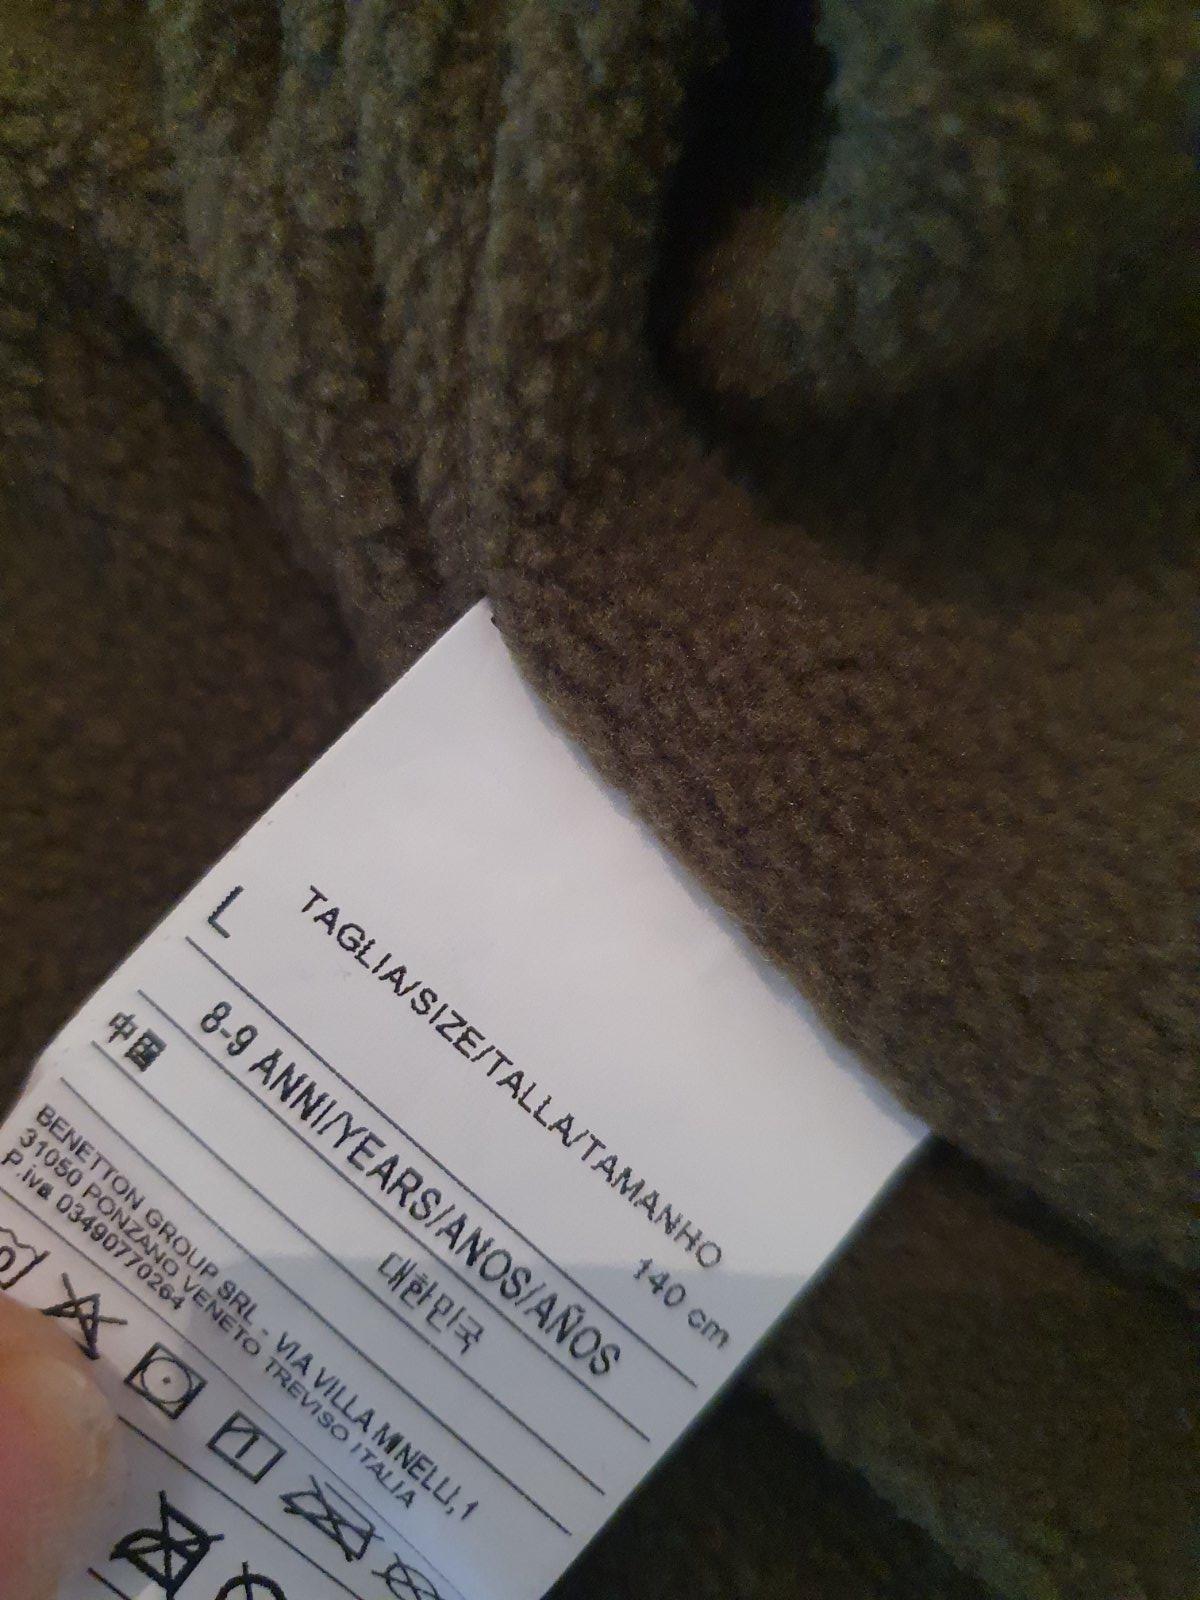 TAGLIA/SIZE/TALLA/TAMANHO
L 140 cm
8-9 ANNI/YEARS/ANOS/AÑOS
中国 대한민국
BENETTON GROUP SRL - VIA VILLA MINELLI,1
31050 PONZANO VENETO TREVISO ITALIA
P.iva 03490770264